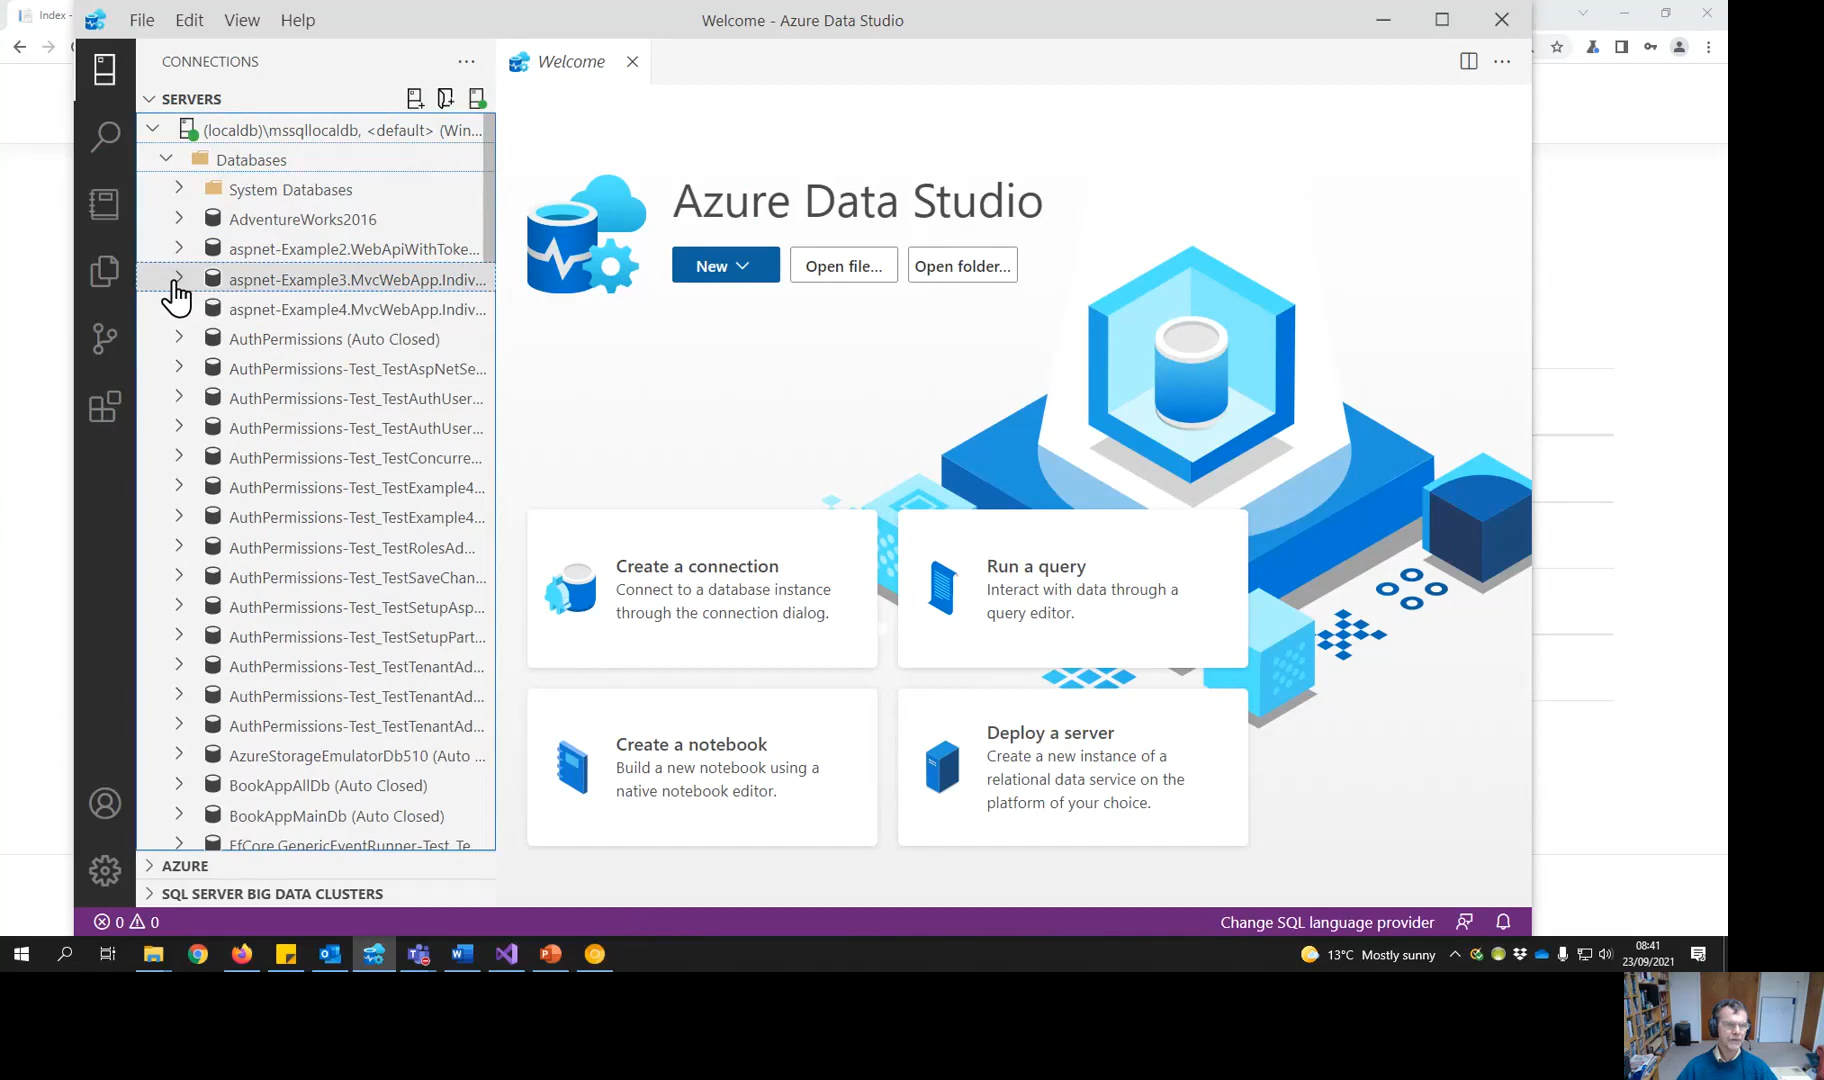 Index -
File Edit View Help
Welcome - Azure Data Studio
CONNECTIONS
Welcome
SERVERS
(localdb)\mssqllocaldb, <default> (Win...
Databases
System Databases
AdventureWorks2016
aspnet-Example2.WebApiWithToke...
aspnet-Example3.MvcWebApp.Indiv...
aspnet-Example4.MvcWebApp.Indiv...
AuthPermissions (Auto Closed)
AuthPermissions-Test_TestAspNetSe...
AuthPermissions-Test_TestAuthUser...
AuthPermissions-Test_TestAuthUser...
AuthPermissions-Test_TestConcurre...
AuthPermissions-Test_TestExample4...
AuthPermissions-Test_TestExample4...
AuthPermissions-Test_TestRolesAd...
AuthPermissions-Test_TestSaveChan...
AuthPermissions-Test_TestSetupAsp...
AuthPermissions-Test_TestSetupPart...
AuthPermissions-Test_TestTenantAd...
AuthPermissions-Test_TestTenantAd...
AuthPermissions-Test_TestTenantAd...
AzureStorageEmulatorDb510 (Auto ...
BookAppAllDb (Auto Closed)
BookAppMainDb (Auto Closed)
EfCore.GenericEventRunner-Test_Te...
AZURE
SQL SERVER BIG DATA CLUSTERS
Azure Data Studio
New
Open file...
Open folder...
Create a connection
Connect to a database instance
through the connection dialog.
Run a query
Interact with data through a
query editor.
Create a notebook
Build a new notebook using a
native notebook editor.
Deploy a server
Create a new instance of a
relational data service on the
platform of your choice.
0 0
Change SQL language provider
13°C Mostly sunny
08:41
23/09/2021